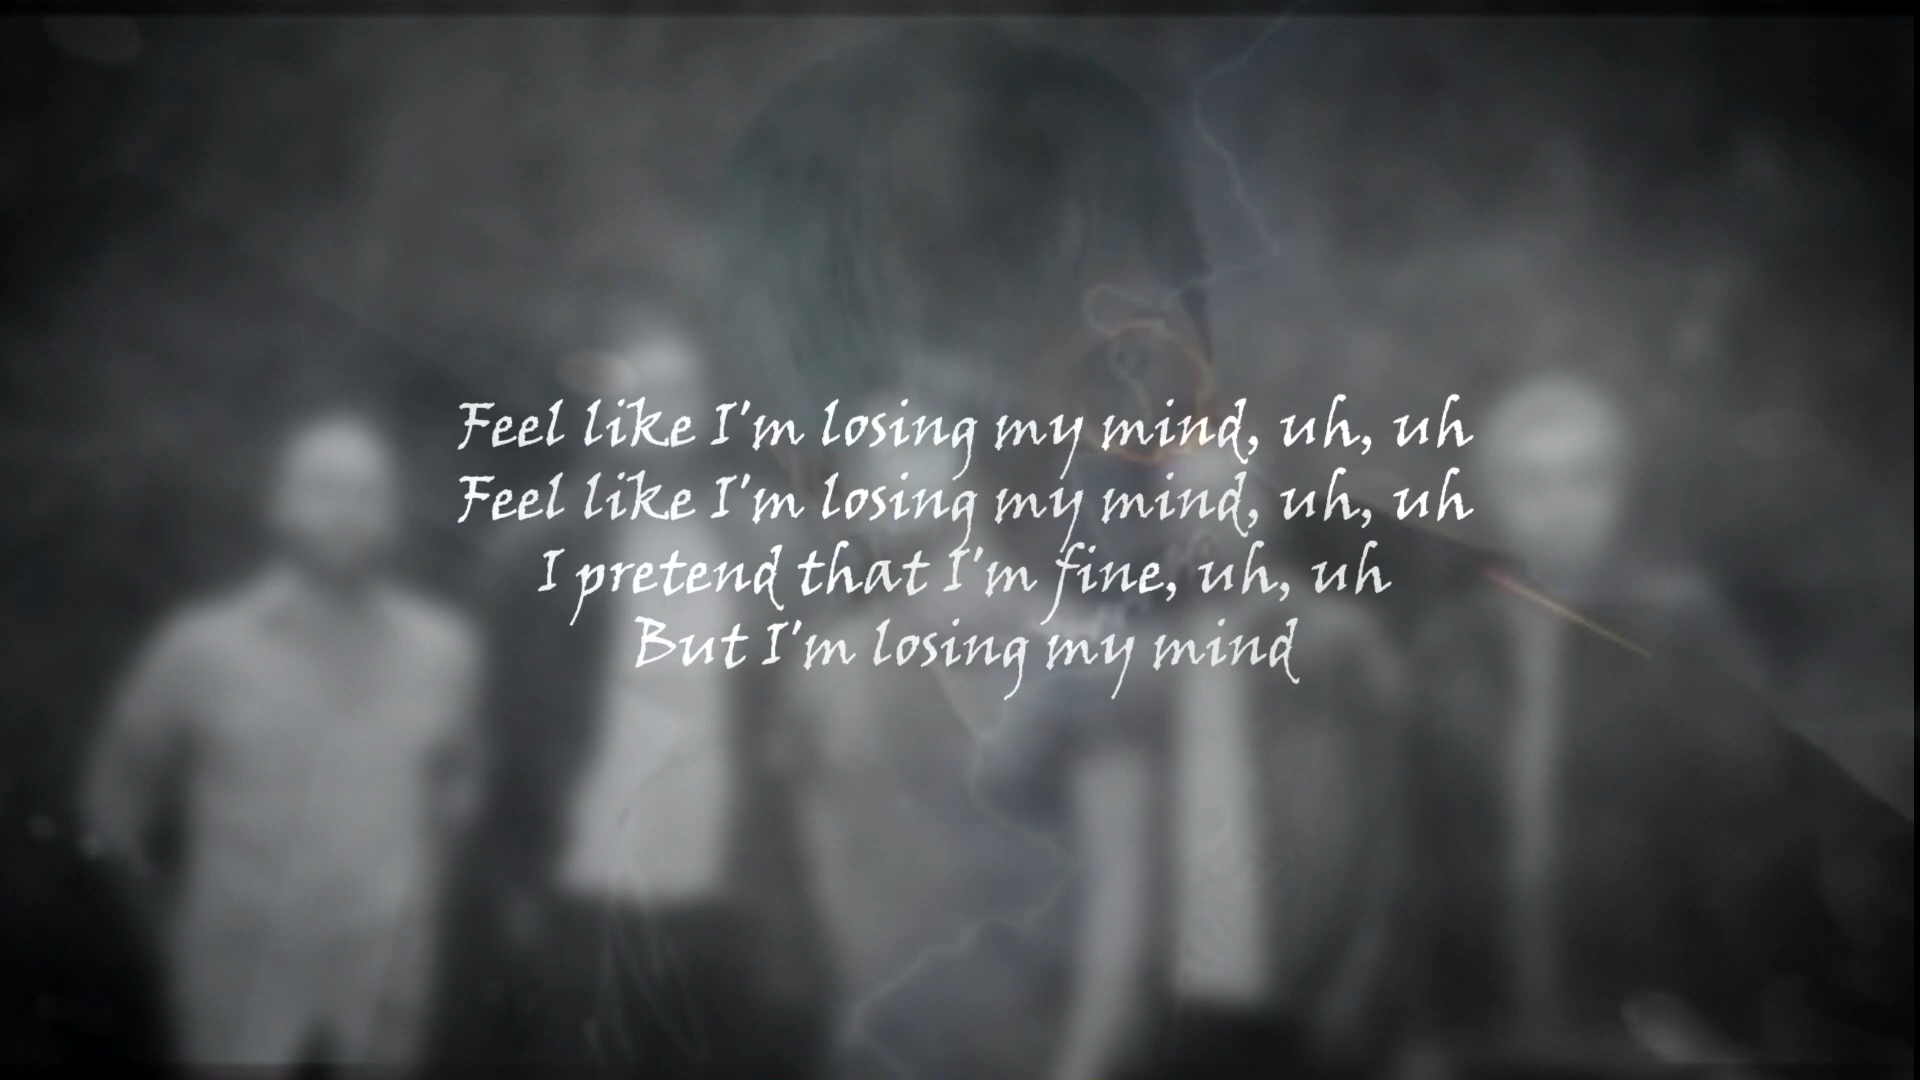 Feel like I'm losing my mind, uh, uh
Feel like I'm losing my mind, uh, uh
I pretend that I'm fine, uh, uh
But I'm losing my mind